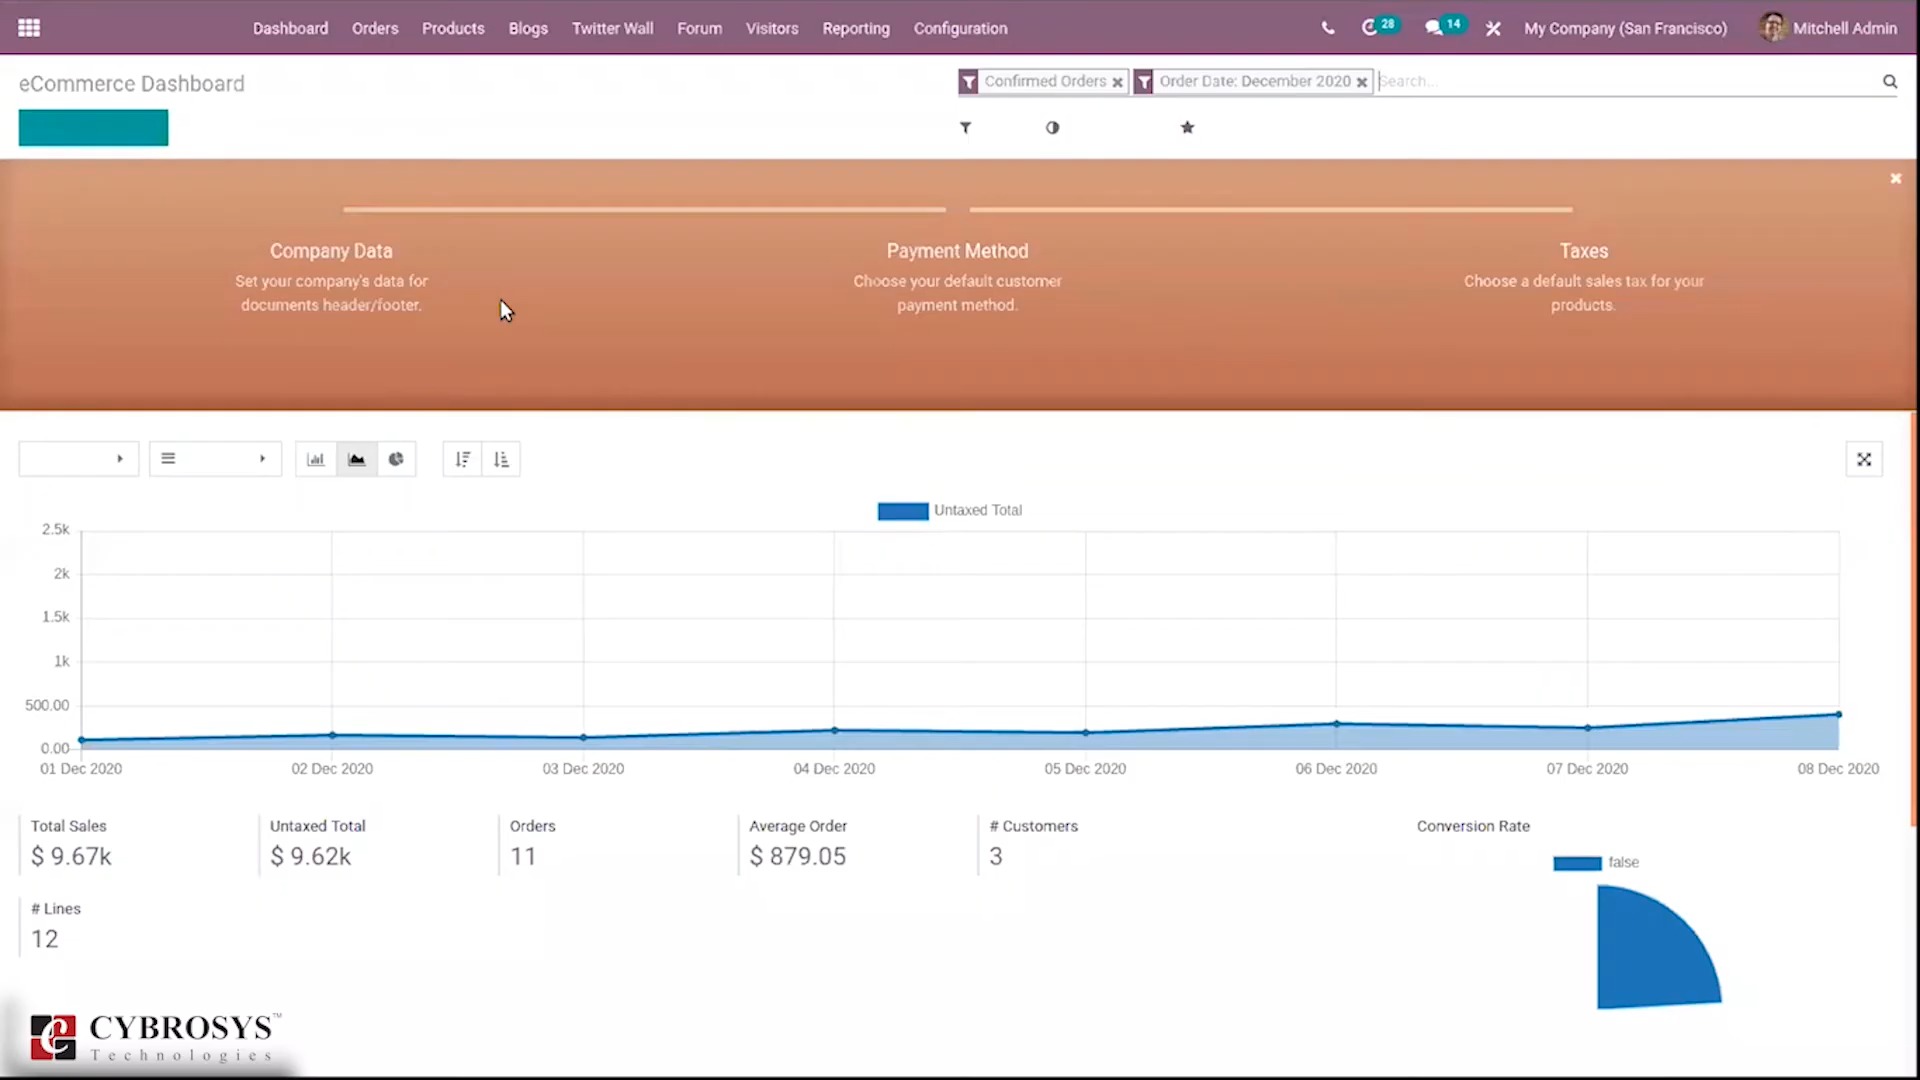 Dashboard Orders Products Blogs Twitter Wall Forum Visitors Reporting Configuration 28 14 My Company (San Francisco) Mitchell Admin
eCommerce Dashboard
Confirmed Orders Order Date: December 2020 Search...
Company Data
Set your company's data for
documents header/footer.
Payment Method
Choose your default customer
payment method.
Taxes
Choose a default sales tax for your
products.
Untaxed Total
2.5k
2k
1.5k
1k
500.00
0.00
01 Dec 2020 02 Dec 2020 03 Dec 2020 04 Dec 2020 05 Dec 2020 06 Dec 2020 07 Dec 2020 08 Dec 2020
Total Sales
$ 9.67k
Untaxed Total
$ 9.62k
Orders
11
Average Order
$ 879.05
# Customers
3
Conversion Rate
false
# Lines
12
CYBROSYS™
Technologies